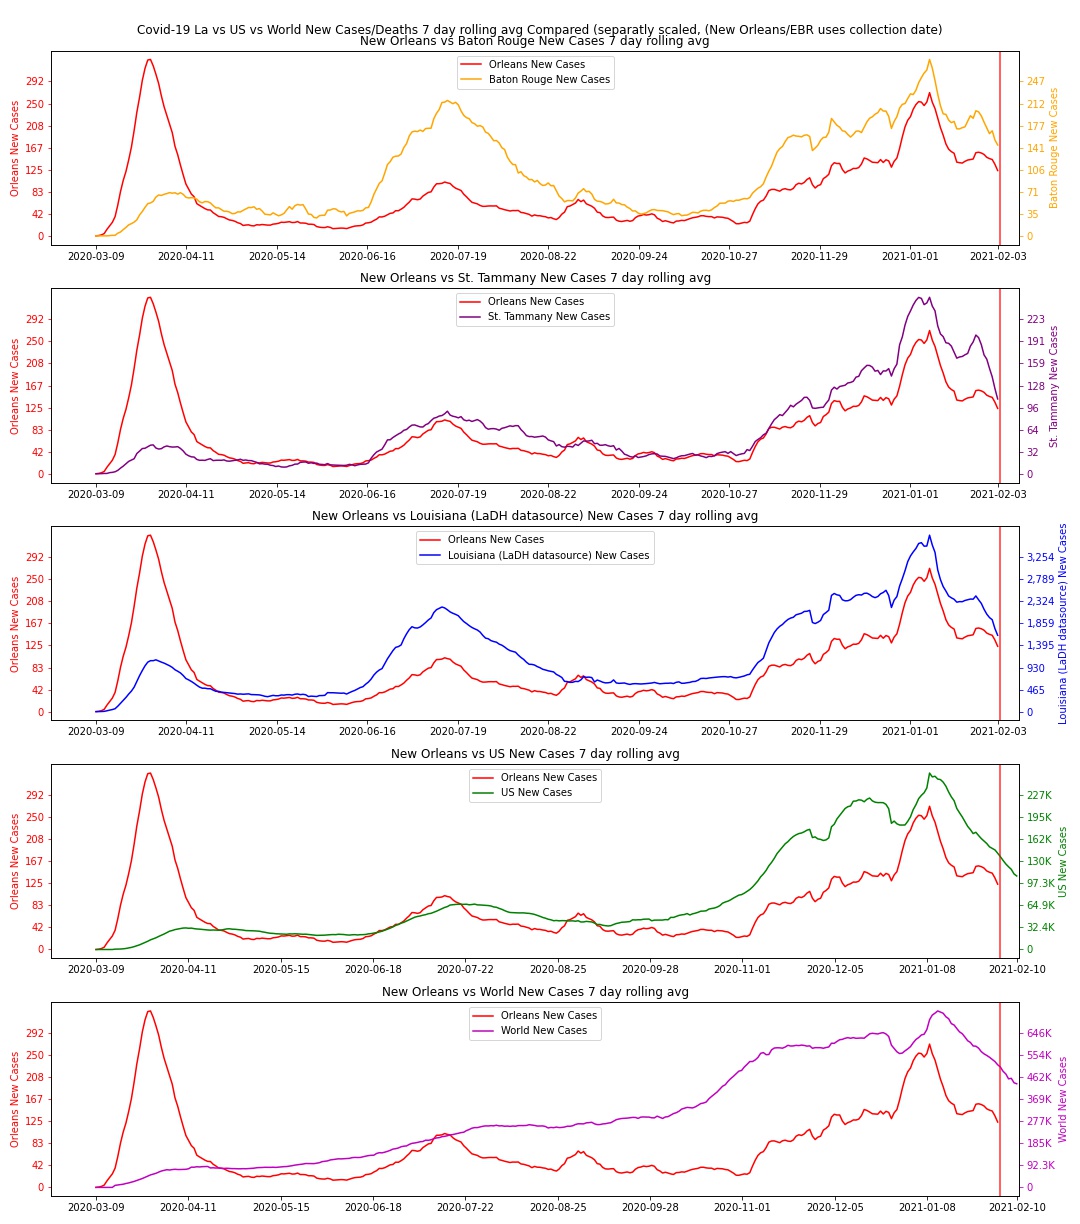 Covid-19 La vs US vs World New Cases/Deaths 7 day rolling avg Compared (separatly scaled, (New Orleans/EBR uses collection date)
New Orleans vs Baton Rouge New Cases 7 day rolling avg
Orleans New Cases
Baton Rouge New Cases
Orleans New Cases
292
250
208
167
125
83
42
0
247
212
177
141
106
71
35
0
Baton Rouge New Cases
2020-03-09 2020-04-11 2020-05-14 2020-06-16 2020-07-19 2020-08-22 2020-09-24 2020-10-27 2020-11-29 2021-01-01 2021-02-03
New Orleans vs St. Tammany New Cases 7 day rolling avg
Orleans New Cases
St. Tammany New Cases
Orleans New Cases
292
250
208
167
125
83
42
0
223
191
159
128
96
64
32
0
St. Tammany New Cases
2020-03-09 2020-04-11 2020-05-14 2020-06-16 2020-07-19 2020-08-22 2020-09-24 2020-10-27 2020-11-29 2021-01-01 2021-02-03
New Orleans vs Louisiana (LaDH datasource) New Cases 7 day rolling avg
Orleans New Cases
Louisiana (LaDH datasource) New Cases
Orleans New Cases
292
250
208
167
125
83
42
0
3,254
2,789
2,324
1,859
1,395
930
465
0
Louisiana (LaDH datasource) New Cases
2020-03-09 2020-04-11 2020-05-14 2020-06-16 2020-07-19 2020-08-22 2020-09-24 2020-10-27 2020-11-29 2021-01-01 2021-02-03
New Orleans vs US New Cases 7 day rolling avg
Orleans New Cases
US New Cases
Orleans New Cases
292
250
208
167
125
83
42
0
227K
195K
162K
130K
97.3K
64.9K
32.4K
0
US New Cases
2020-03-09 2020-04-11 2020-05-15 2020-06-18 2020-07-22 2020-08-25 2020-09-28 2020-11-01 2020-12-05 2021-01-08 2021-02-10
New Orleans vs World New Cases 7 day rolling avg
Orleans New Cases
World New Cases
Orleans New Cases
292
250
208
167
125
83
42
0
646K
554K
462K
369K
277K
185K
92.3K
0
World New Cases
2020-03-09 2020-04-11 2020-05-15 2020-06-18 2020-07-22 2020-08-25 2020-09-28 2020-11-01 2020-12-05 2021-01-08 2021-02-10